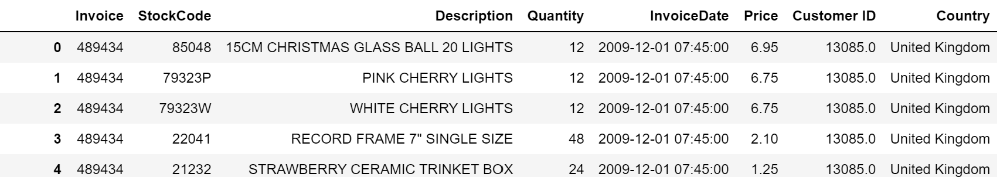 Invoice StockCode Description Quantity InvoiceDate Price Customer ID Country
0 489434 85048 15CM CHRISTMAS GLASS BALL 20 LIGHTS 12 2009-12-01 07:45:00 6.95 13085.0 United Kingdom
1 489434 79323P PINK CHERRY LIGHTS 12 2009-12-01 07:45:00 6.75 13085.0 United Kingdom
2 489434 79323W WHITE CHERRY LIGHTS 12 2009-12-01 07:45:00 6.75 13085.0 United Kingdom
3 489434 22041 RECORD FRAME 7" SINGLE SIZE 48 2009-12-01 07:45:00 2.10 13085.0 United Kingdom
4 489434 21232 STRAWBERRY CERAMIC TRINKET BOX 24 2009-12-01 07:45:00 1.25 13085.0 United Kingdom